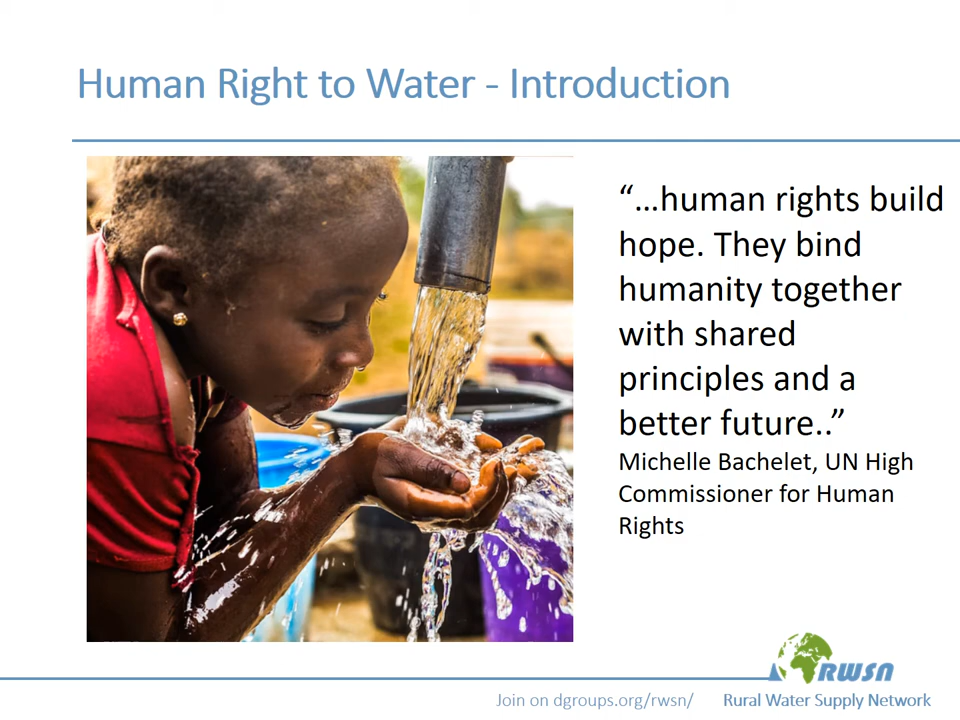 Human Right to Water - Introduction
“...human rights build
hope. They bind
humanity together
with shared
principles and a
better future..”
Michelle Bachelet, UN High
Commissioner for Human
Rights
RWSN
Join on dgroups.org/rwsn/ Rural Water Supply Network